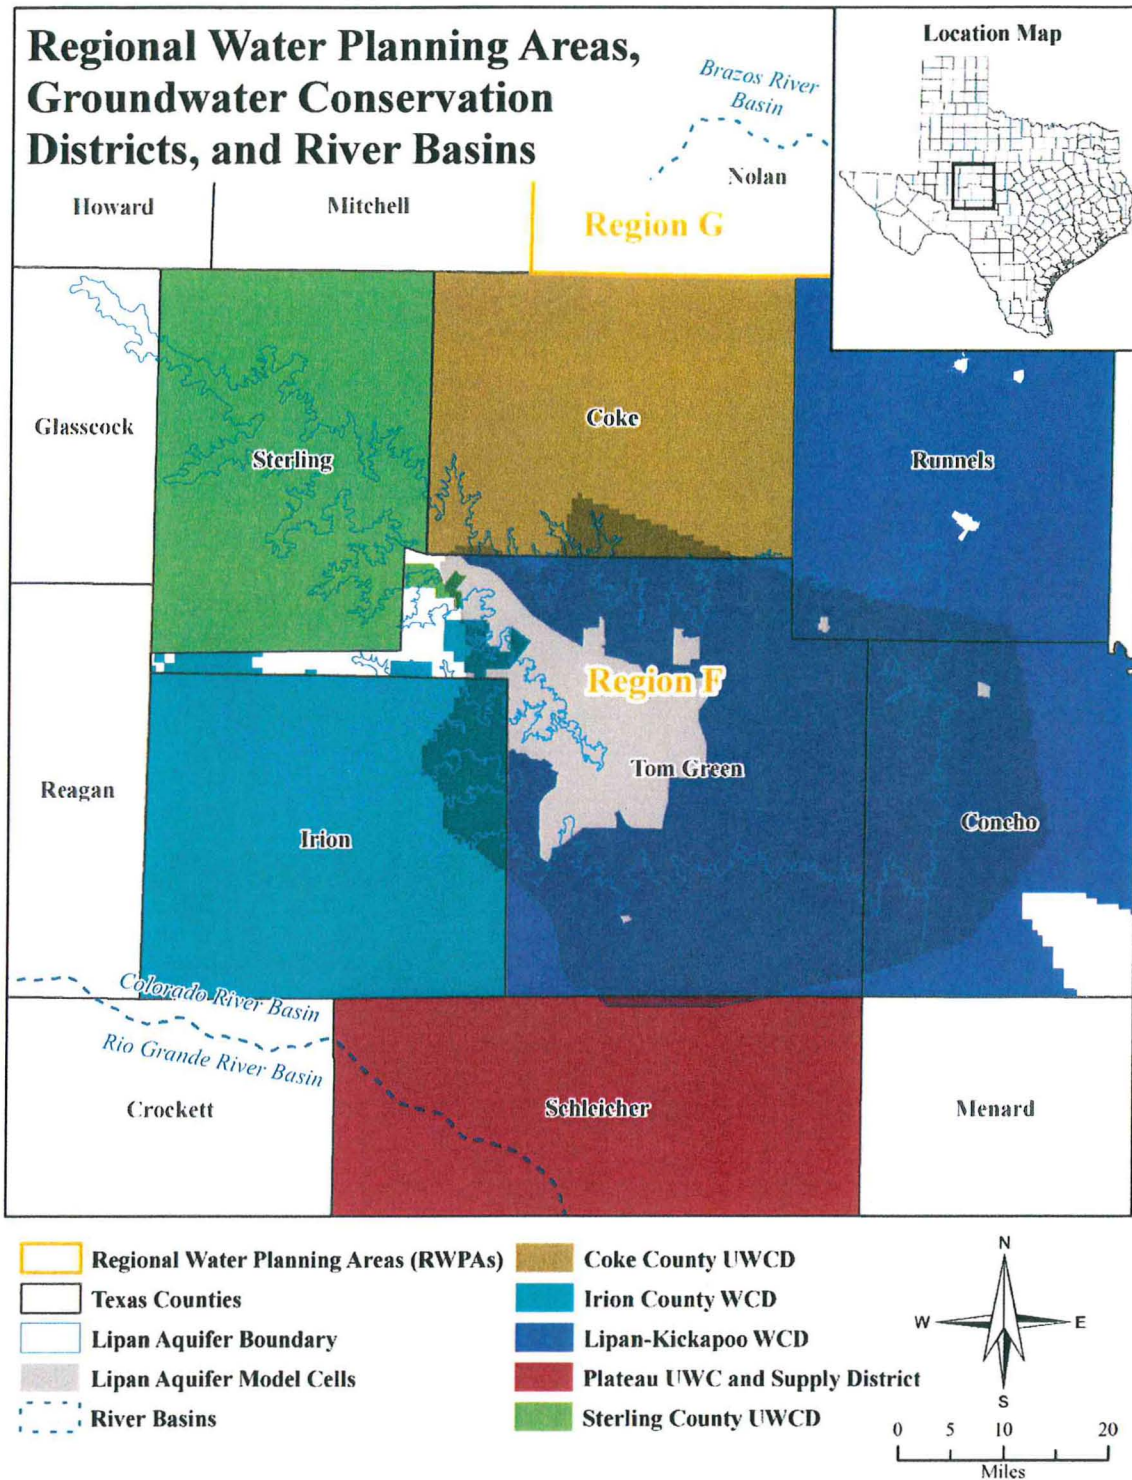 Regional Water Planning Areas,
Groundwater Conservation
Districts, and River Basins
Location Map
Brazos River
Basin
Nolan
Howard
Mitchell
Region G
Glasscock
Sterling
Coke
Runnels
Region F
Reagan
Irion
Tom Green
Concho
Colorado River Basin
Rio Grande River Basin
Crockett
Schleicher
Menard
Regional Water Planning Areas (RWPAs)
Texas Counties
Lipan Aquifer Boundary
Lipan Aquifer Model Cells
River Basins
Coke County UWCD
Irion County WCD
Lipan-Kickapoo WCD
Plateau UWC and Supply District
Sterling County UWCD
N
W
E
S
0 5 10 20
Miles